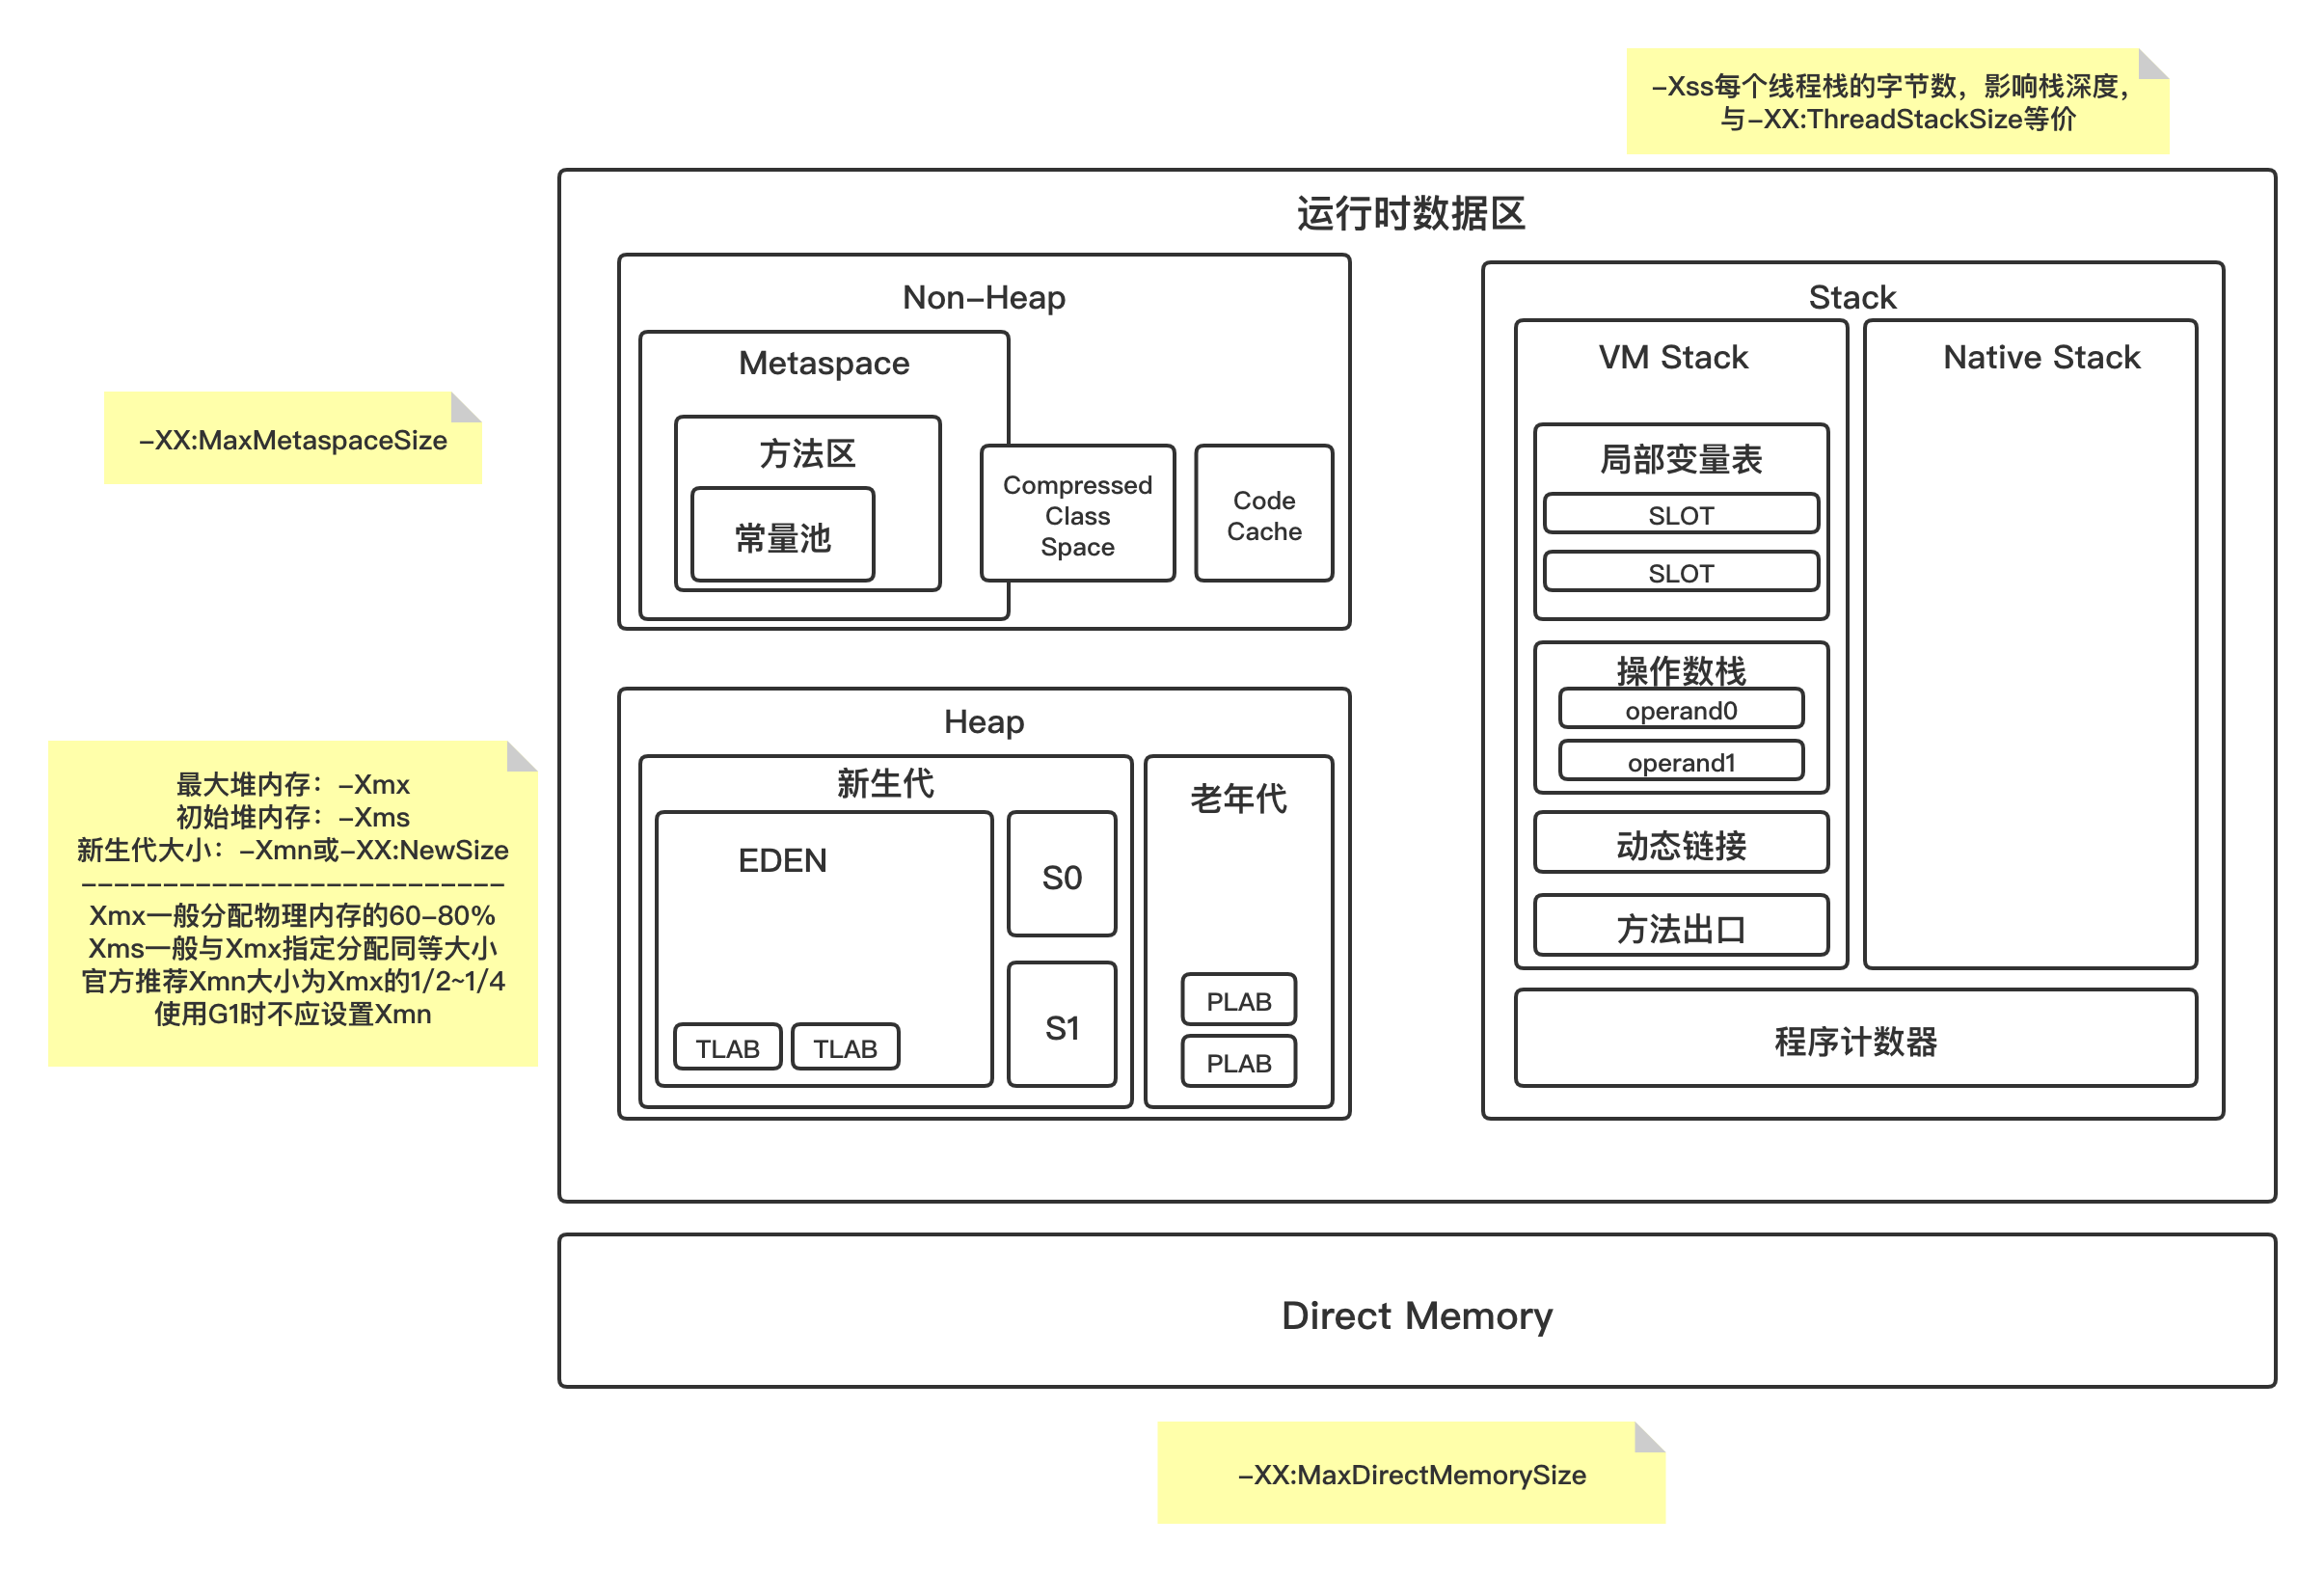 -Xss每个线程栈的字节数，影响栈深度，
与-XX:ThreadStackSize等价
运行时数据区
Non-Heap
Metaspace
方法区
常量池
Compressed
Class
Space
Code
Cache
-XX:MaxMetaspaceSize
Stack
VM Stack
局部变量表
SLOT
SLOT
操作数栈
operand0
operand1
动态链接
方法出口
Native Stack
程序计数器
Heap
新生代
EDEN
TLAB
TLAB
S0
S1
老年代
PLAB
PLAB
最大堆内存：-Xmx
初始堆内存：-Xms
新生代大小：-Xmn或-XX:NewSize
--------------------------
Xmx一般分配物理内存的60-80%
Xms一般与Xmx指定分配同等大小
官方推荐Xmn大小为Xmx的1/2~1/4
使用G1时不应设置Xmn
Direct Memory
-XX:MaxDirectMemorySize